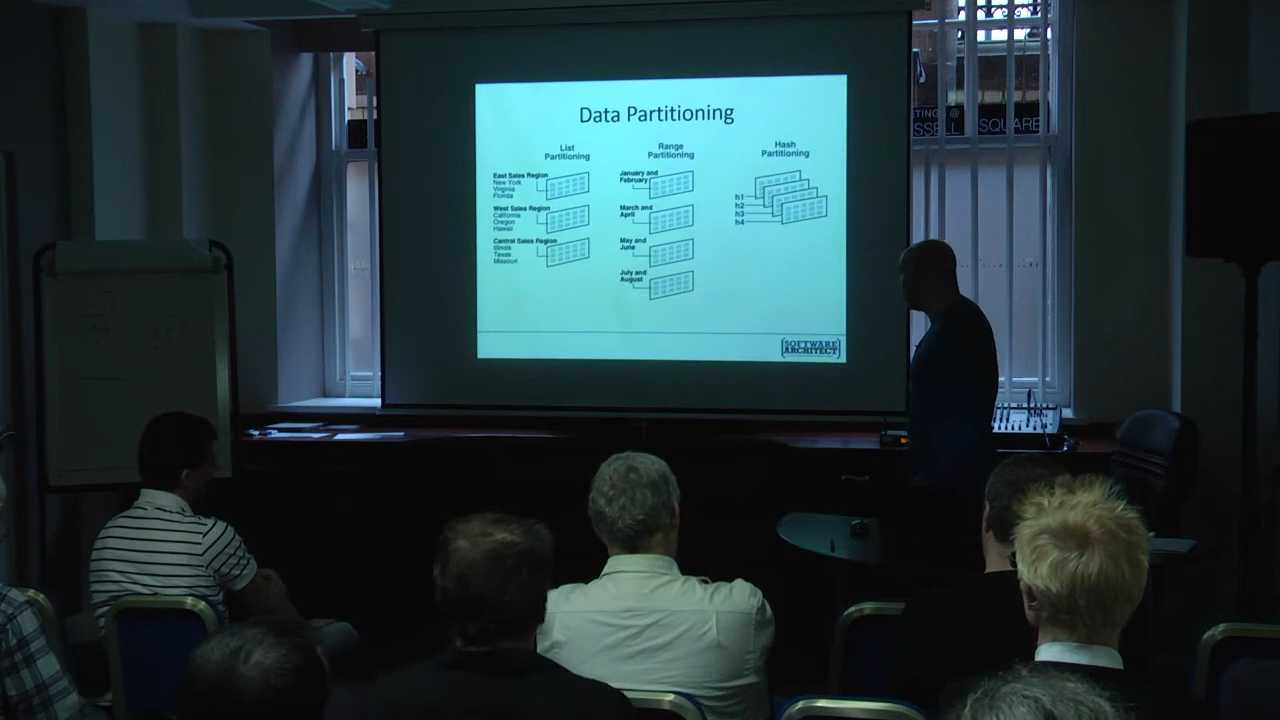 Data Partitioning
List
Partitioning
East Sales Region
New York
Virginia
Florida
West Sales Region
California
Oregon
Hawaii
Central Sales Region
Illinois
Texas
Missouri
Range
Partitioning
January and
February
March and
April
May and
June
July and
August
Hash
Partitioning
h1
h2
h3
h4
SOFTWARE
ARCHITECT
ETING @
SSELL SQUARE